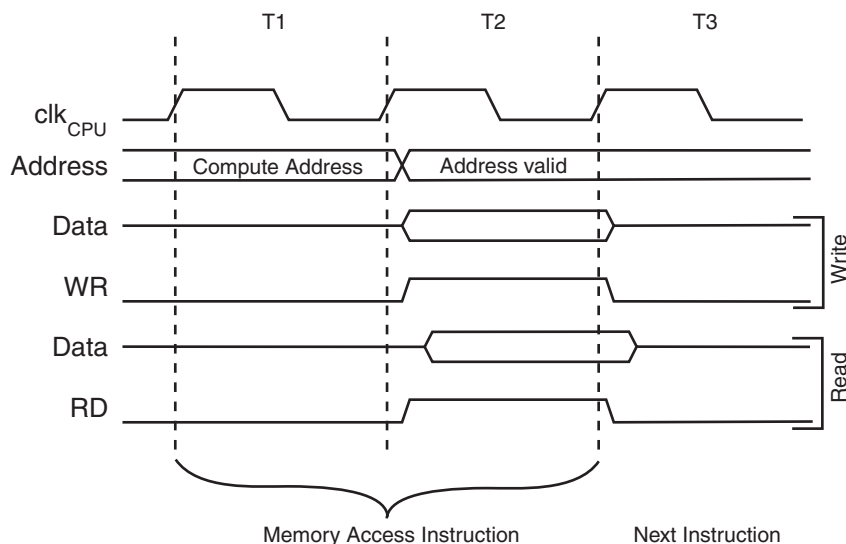 T1 T2 T3
clkCPU
Address Compute Address Address valid
Data
WR
Write
Data
RD
Read
Memory Access Instruction Next Instruction